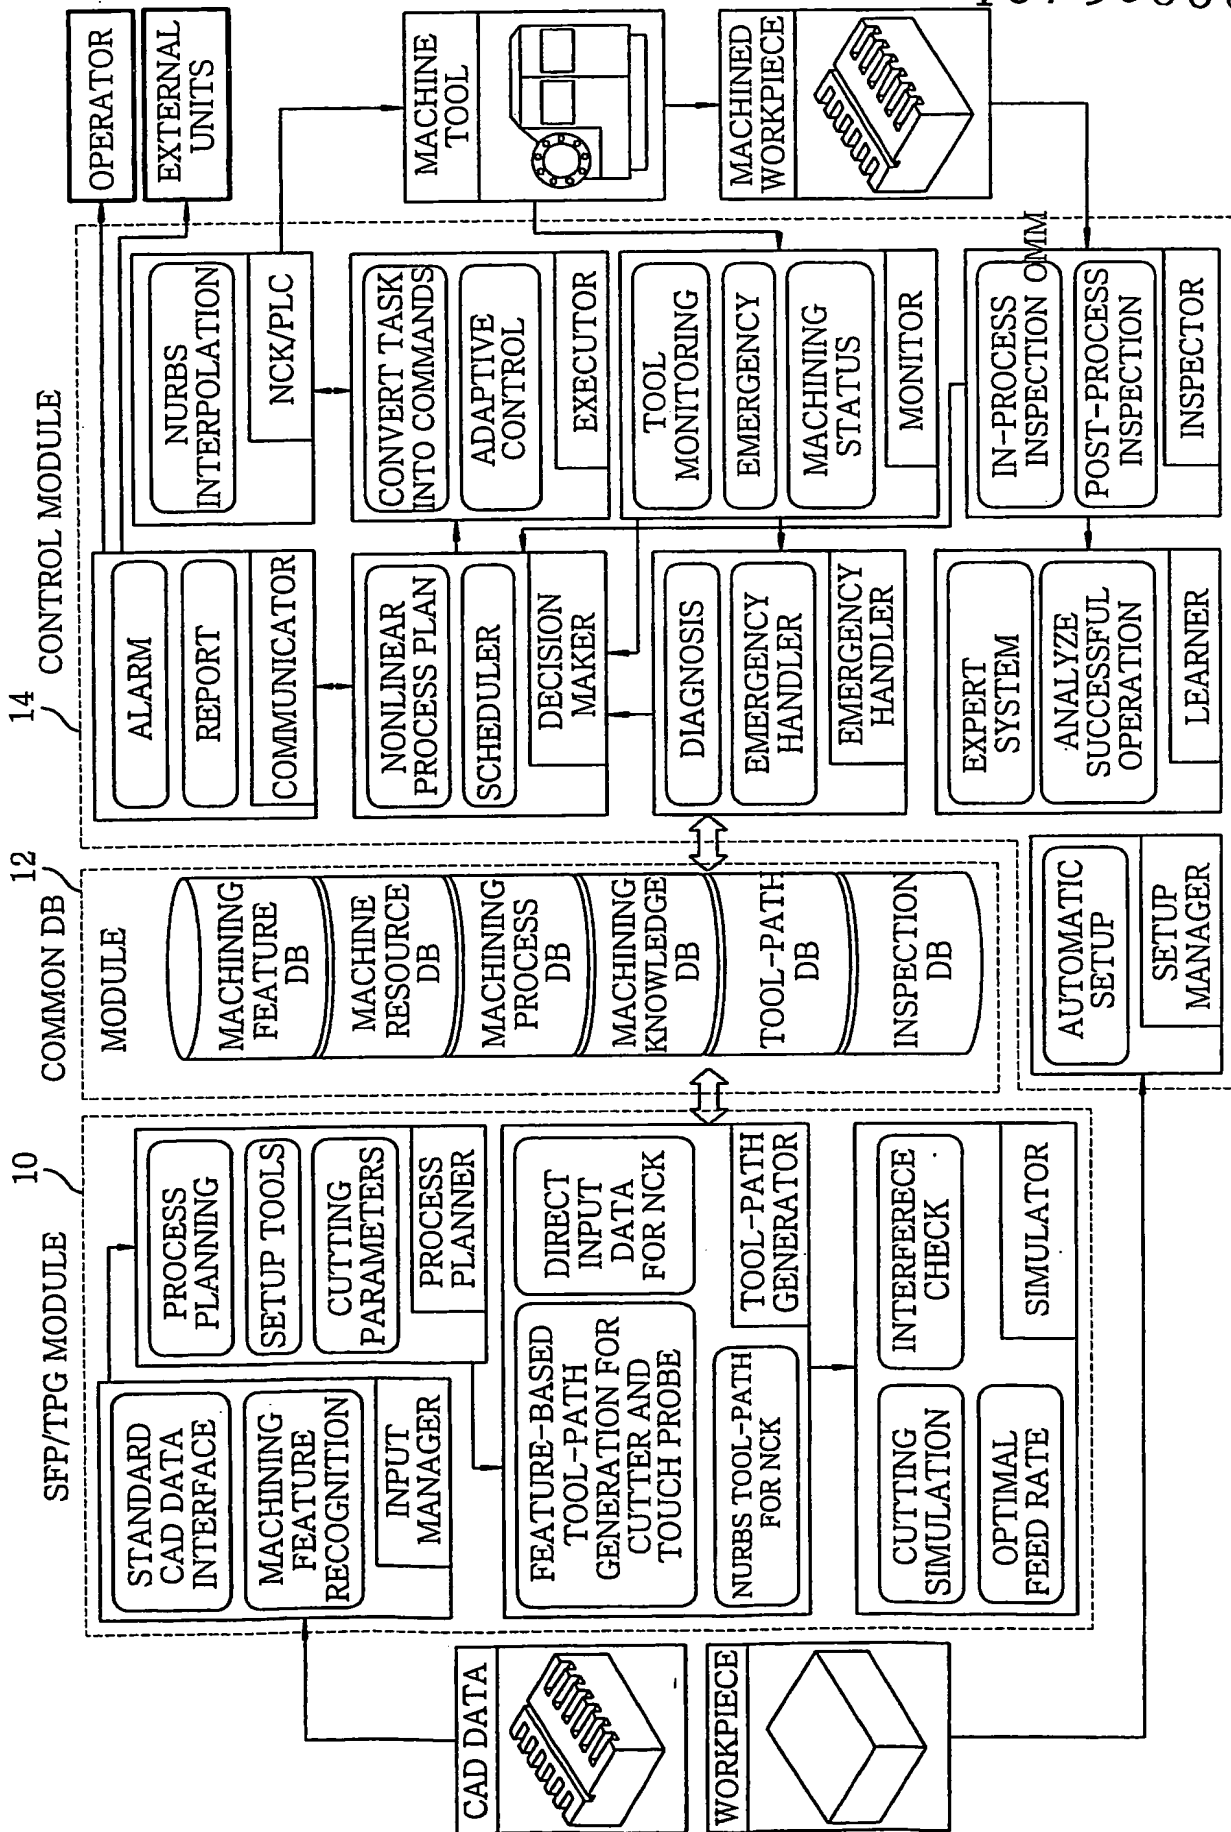 SFP/TPG MODULE
10
COMMON DB
12
MODULE
14
CONTROL MODULE
STANDARD
CAD DATA
INTERFACE
MACHINING
FEATURE
RECOGNITION
INPUT
MANAGER
PROCESS
PLANNING
SETUP TOOLS
CUTTING
PARAMETERS
PROCESS
PLANNER
FEATURE-BASED
TOOL-PATH
GENERATION FOR
CUTTER AND
TOUCH PROBE
DIRECT
INPUT
DATA
FOR NCK
NURBS TOOL-PATH
FOR NCK
TOOL-PATH
GENERATOR
CUTTING
SIMULATION
INTERFERECE
CHECK
OPTIMAL
FEED RATE
SIMULATOR
CAD DATA
WORKPIECE
MACHINING
FEATURE
DB
MACHINE
RESOURCE
DB
MACHINING
PROCESS
DB
MACHINING
KNOWLEDGE
DB
TOOL-PATH
DB
INSPECTION
DB
AUTOMATIC
SETUP
SETUP
MANAGER
ALARM
REPORT
COMMUNICATOR
NURBS
INTERPOLATION
NCK/PLC
NONLINEAR
PROCESS PLAN
SCHEDULER
DECISION
MAKER
CONVERT TASK
INTO COMMANDS
ADAPTIVE
CONTROL
EXECUTOR
DIAGNOSIS
EMERGENCY
HANDLER
EMERGENCY
HANDLER
TOOL
MONITORING
EMERGENCY
MACHINING
STATUS
MONITOR
EXPERT
SYSTEM
ANALYZE
SUCCESSFUL
OPERATION
LEARNER
IN-PROCESS
INSPECTION OMM
POST-PROCESS
INSPECTION
INSPECTOR
OPERATOR
EXTERNAL
UNITS
MACHINE
TOOL
MACHINED
WORKPIECE